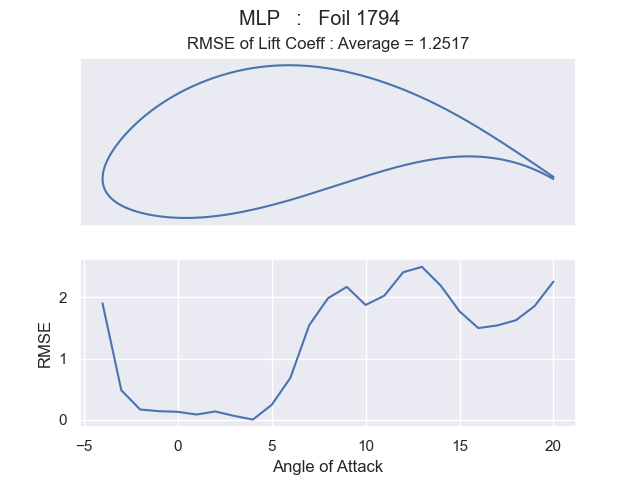 MLP : Foil 1794
RMSE of Lift Coeff : Average = 1.2517
RMSE
2
1
0
−5 0 5 10 15 20
Angle of Attack